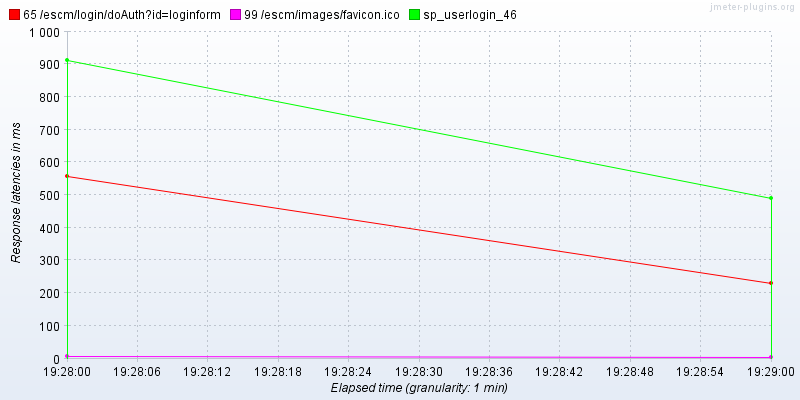 65 /escm/login/doAuth?id=loginform 99 /escm/images/favicon.ico sp_userlogin_46
jmeter-plugins.org
1 000
900
800
700
600
500
400
300
200
100
0
Response latencies in ms
19:28:00 19:28:06 19:28:12 19:28:18 19:28:24 19:28:30 19:28:36 19:28:42 19:28:48 19:28:54 19:29:00
Elapsed time (granularity: 1 min)